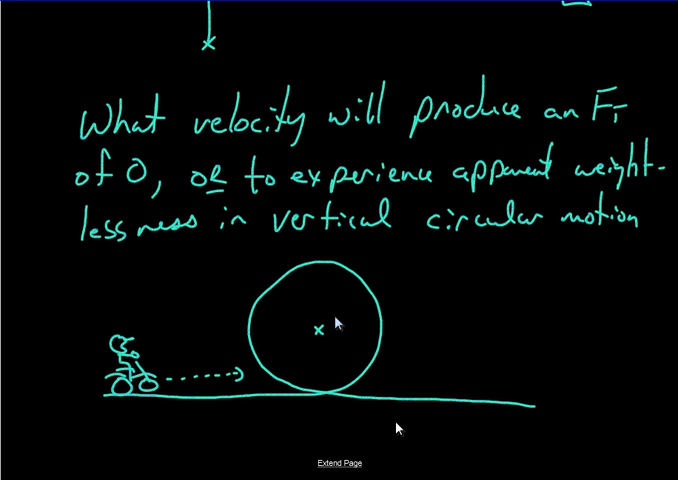 What velocity will produce an FT
of 0, or to experience apparent weight-
lessness in vertical circular motion
Extend Page